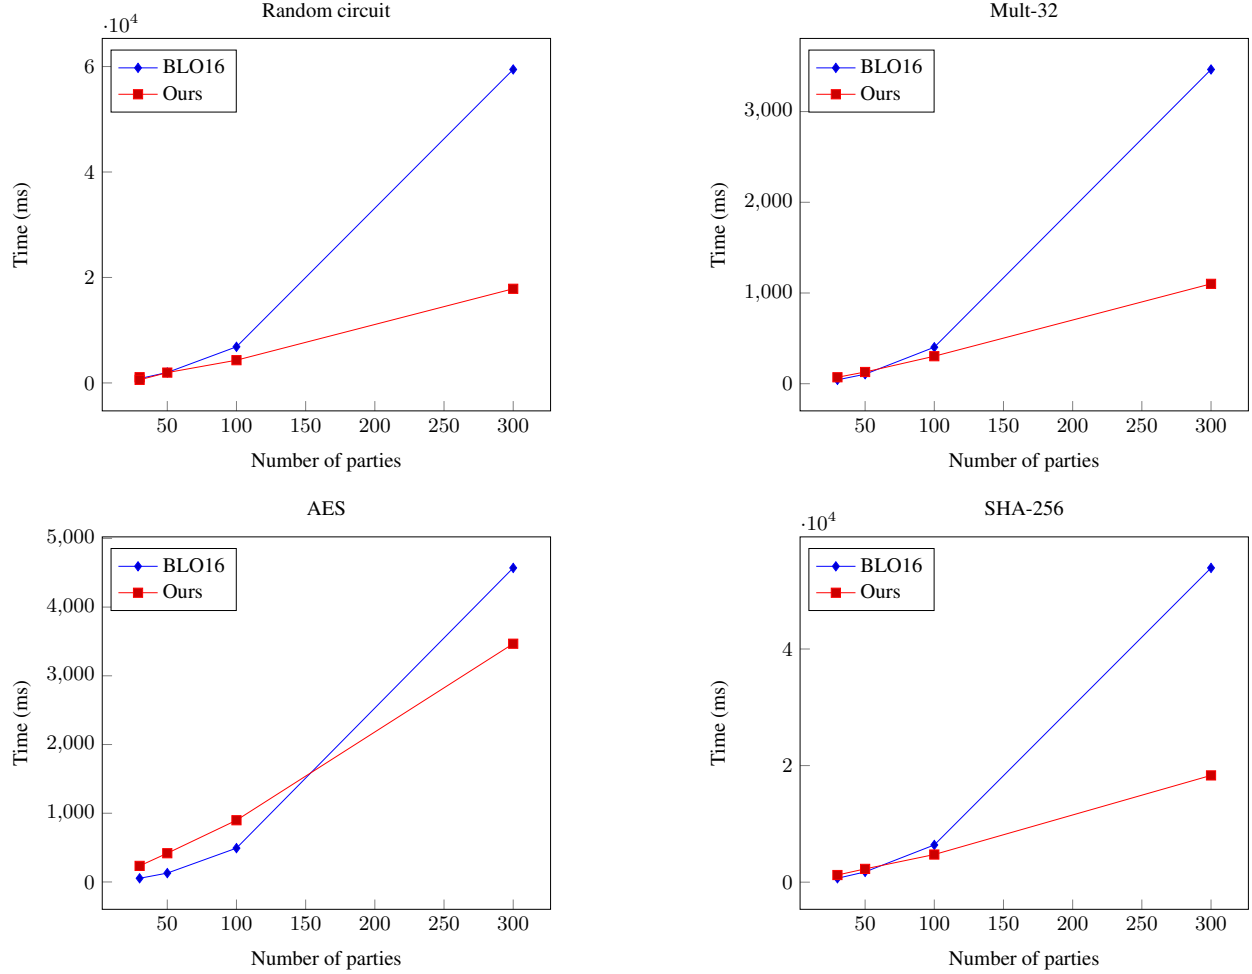 Random circuit
·10⁴
BLO16
Ours
6
4
2
0
Time (ms)
50 100 150 200 250 300
Number of parties
Mult-32
BLO16
Ours
3,000
2,000
1,000
0
Time (ms)
50 100 150 200 250 300
Number of parties
AES
BLO16
Ours
5,000
4,000
3,000
2,000
1,000
0
Time (ms)
50 100 150 200 250 300
Number of parties
SHA-256
·10⁴
BLO16
Ours
4
2
0
Time (ms)
50 100 150 200 250 300
Number of parties